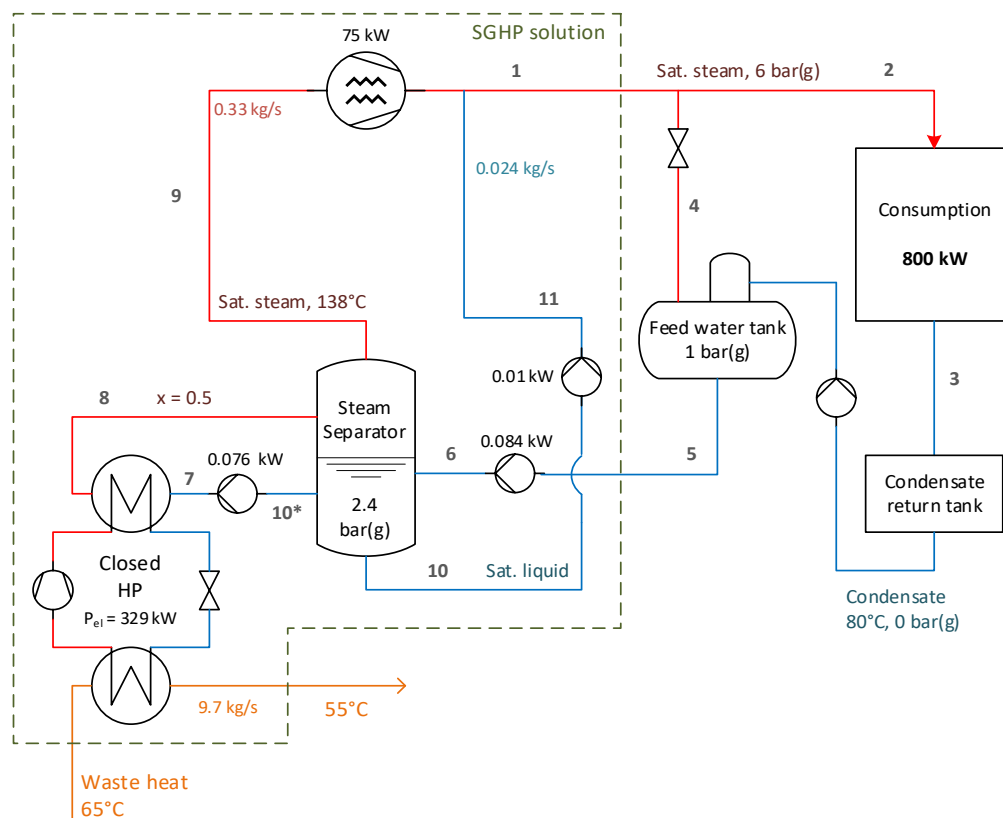 75 kW
SGHP solution
1
Sat. steam, 6 bar(g)
2
0.33 kg/s
0.024 kg/s
9
4
Consumption
800 kW
Sat. steam, 138°C
11
Feed water tank
1 bar(g)
3
0.01 kW
8
x = 0.5
Steam
Separator
0.084 kW
6
5
7
0.076 kW
10*
2.4
bar(g)
Condensate
return tank
Closed
HP
Pel = 329 kW
10
Sat. liquid
Condensate
80°C, 0 bar(g)
9.7 kg/s
55°C
Waste heat
65°C